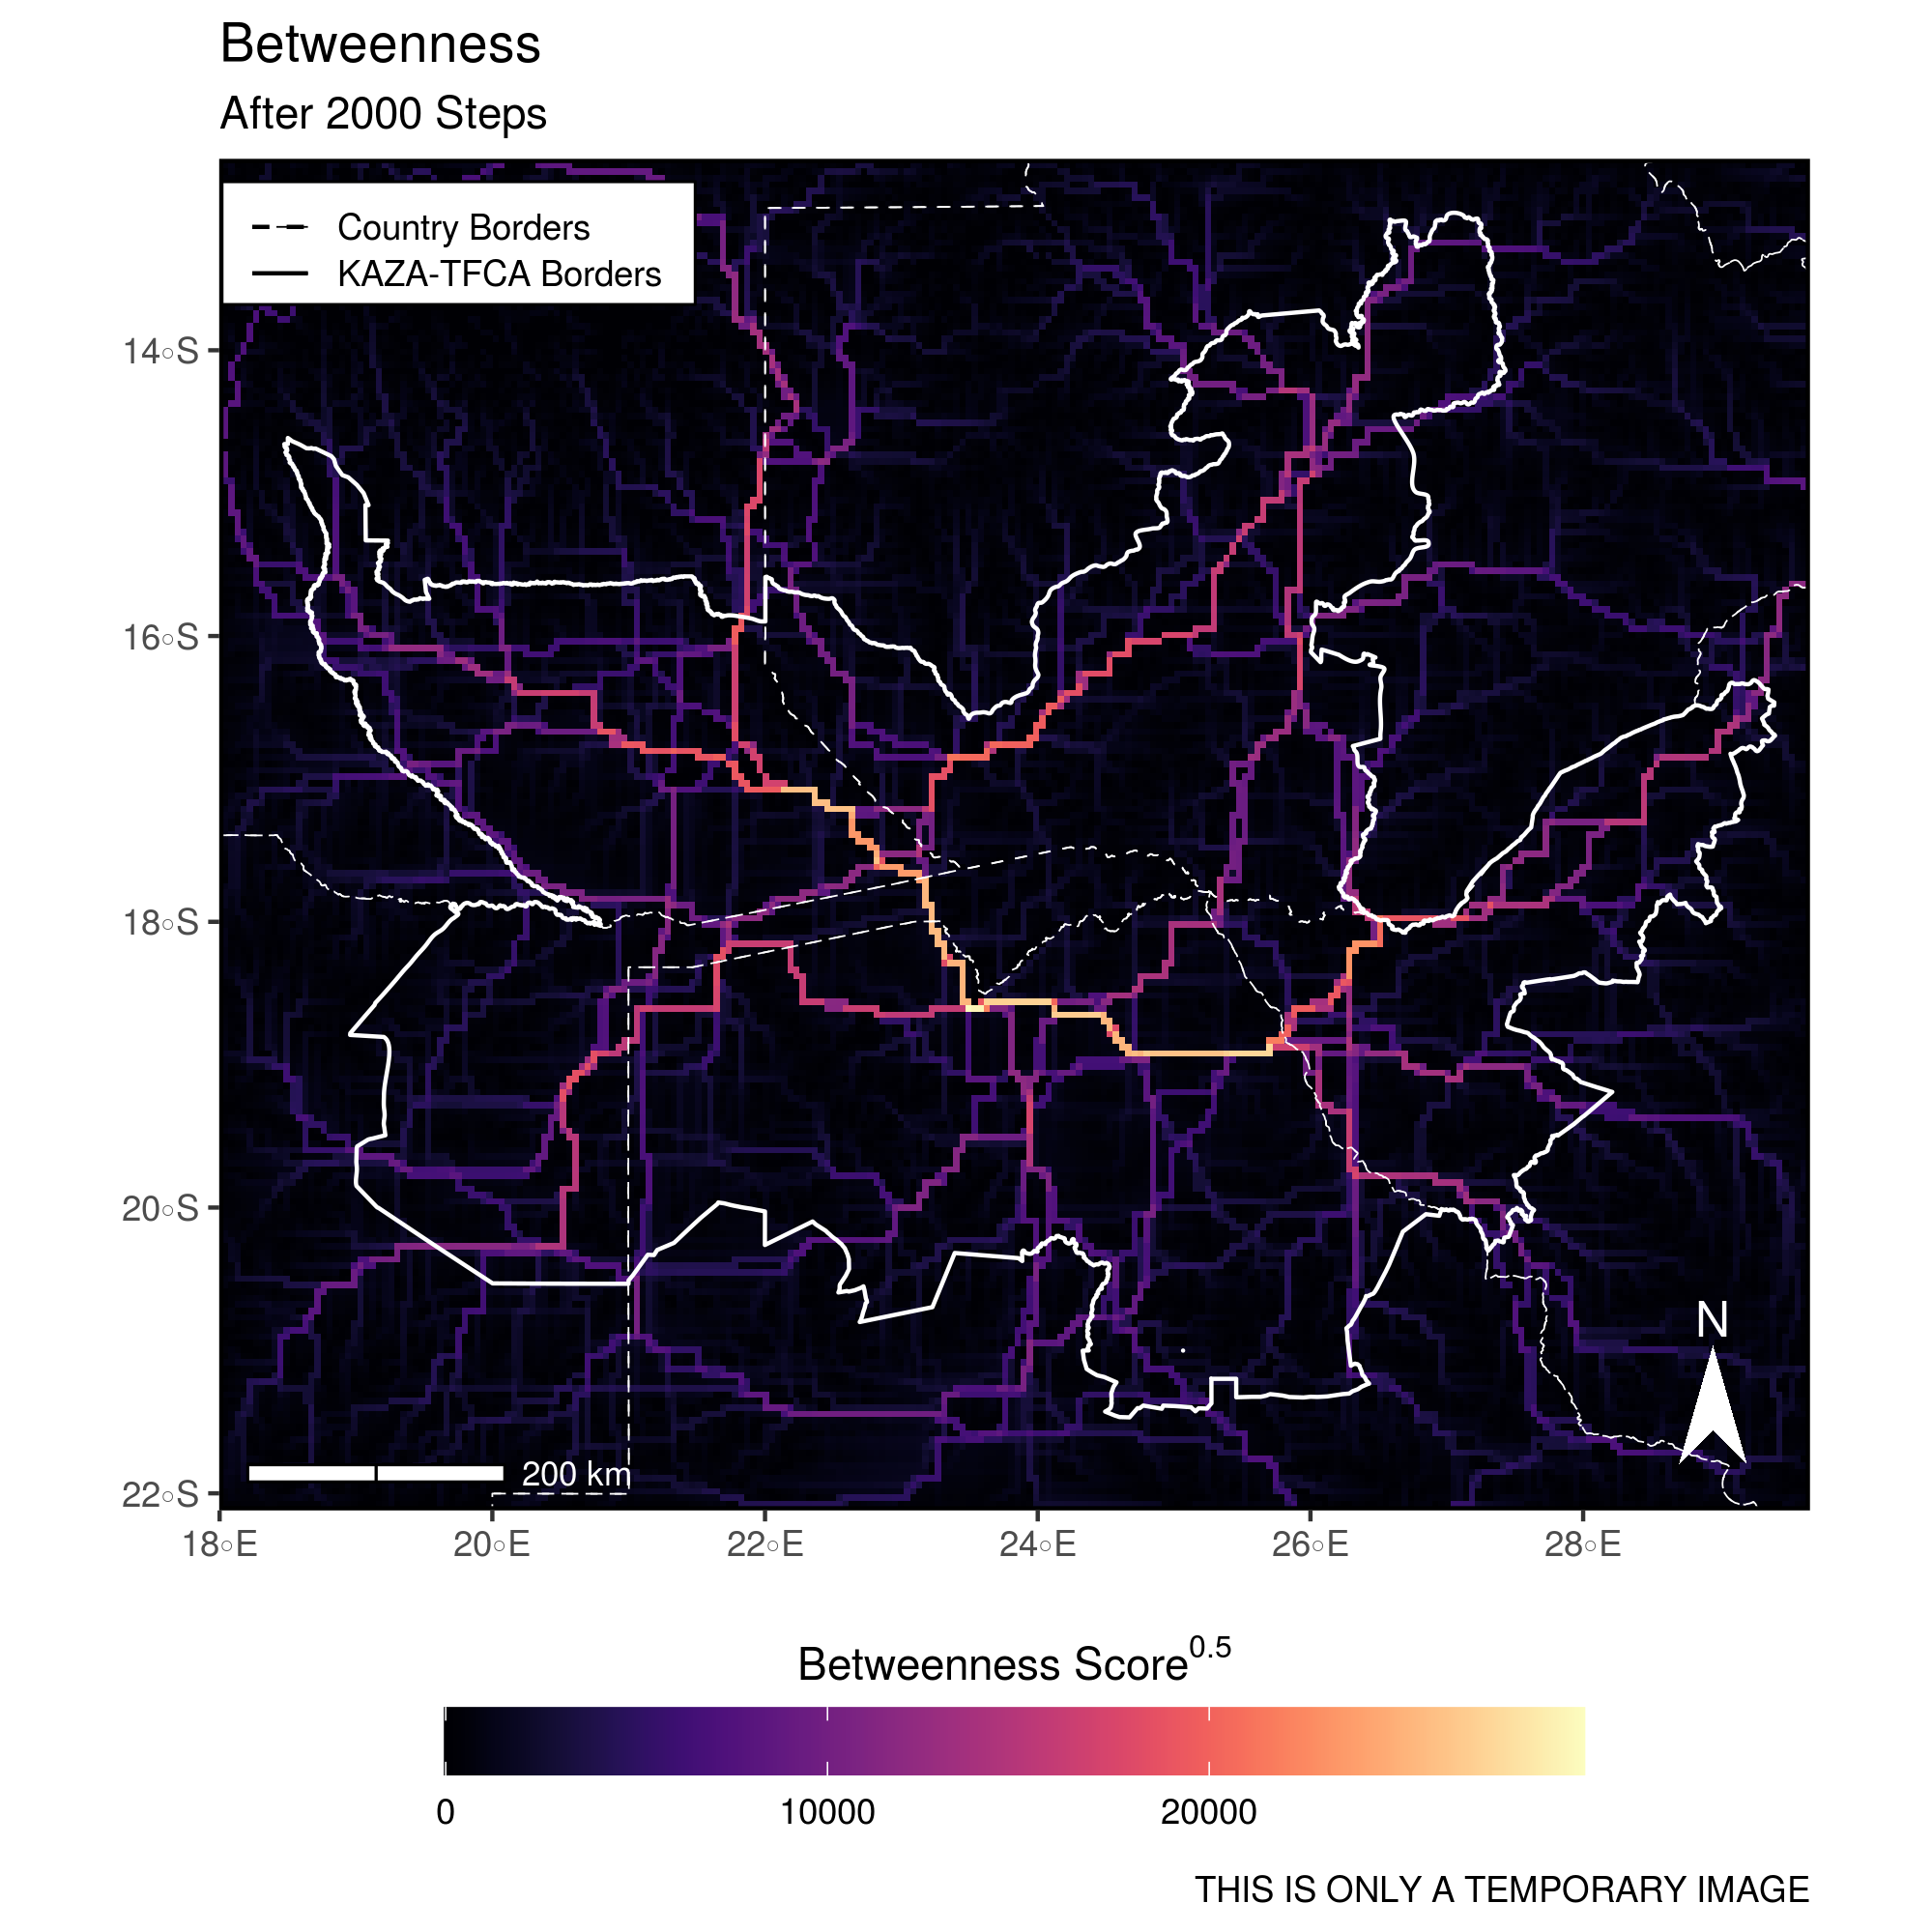 Betweenness
After 2000 Steps
Country Borders
KAZA-TFCA Borders
14°S
16°S
18°S
20°S
22°S
N
200 km
18°E 20°E 22°E 24°E 26°E 28°E
Betweenness Score^0.5
0 10000 20000
THIS IS ONLY A TEMPORARY IMAGE